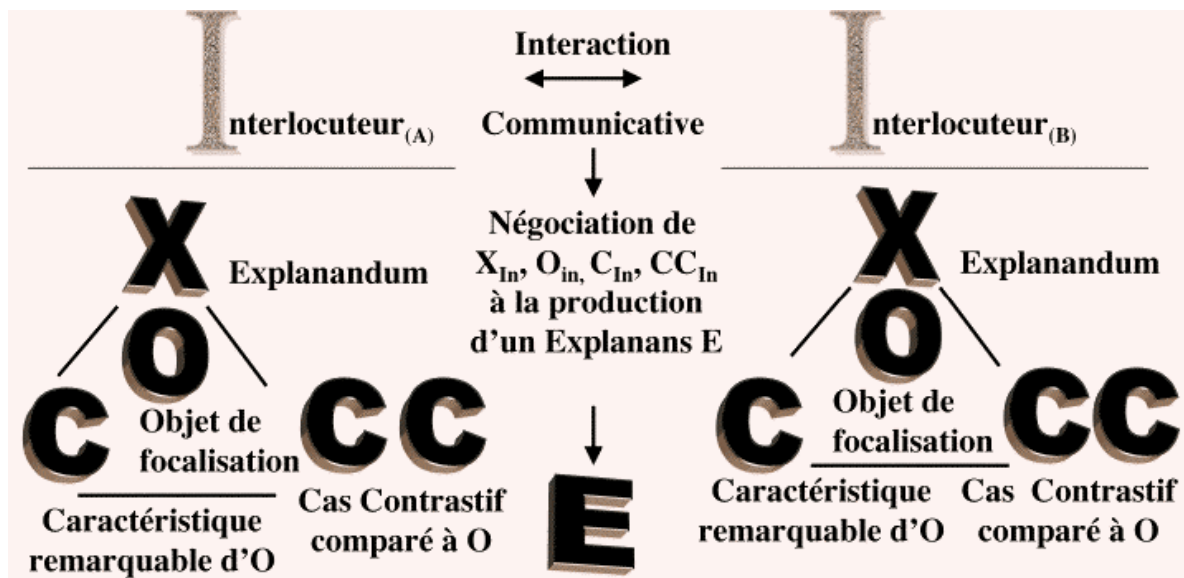 Interlocuteur(A)
X
Explanandum
O
C
Objet de
focalisation
CC
Caractéristique
remarquable d'O
Cas Contrastif
comparé à O
Interaction
Communicative
Négociation de
XIn, Oin, CIn, CCIn
à la production
d'un Explanans E
E
Interlocuteur(B)
X
Explanandum
O
C
Objet de
focalisation
CC
Caractéristique
remarquable d'O
Cas Contrastif
comparé à O